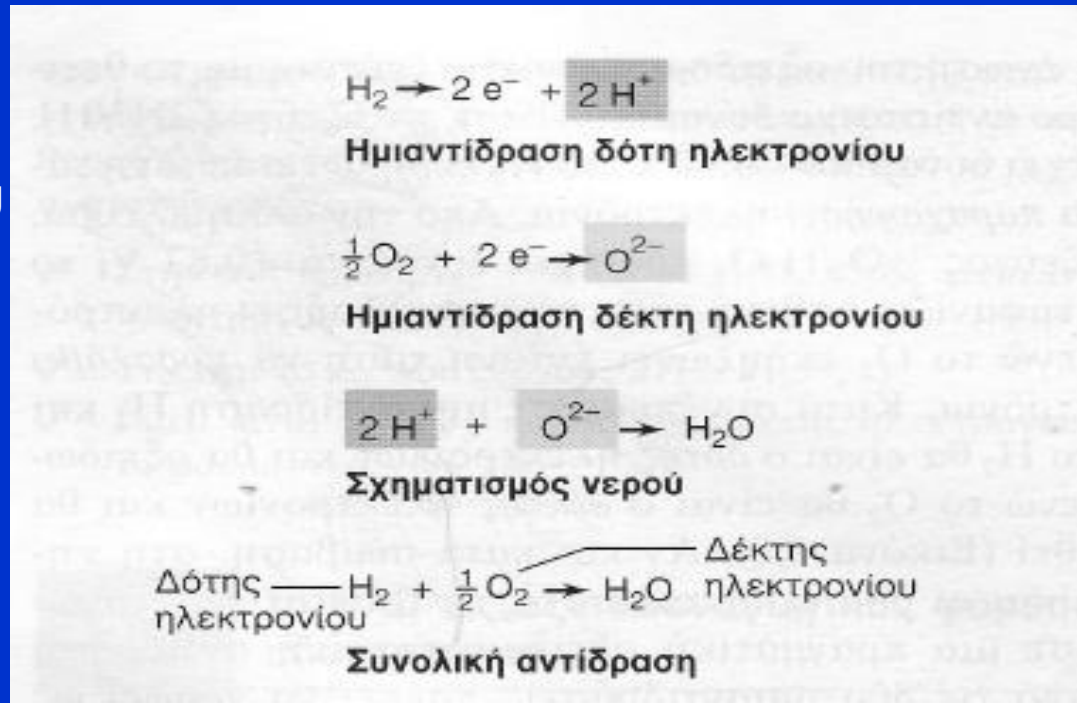 H₂ → 2 e⁻ + 2 H⁺
Ημιαντίδραση δότη ηλεκτρονίου
½ O₂ + 2 e⁻ → O²⁻
Ημιαντίδραση δέκτη ηλεκτρονίου
2 H⁺ + O²⁻ → H₂O
Σχηματισμός νερού
Δότης ηλεκτρονίου
H₂ + ½ O₂ → H₂O
Δέκτης ηλεκτρονίου
Συνολική αντίδραση